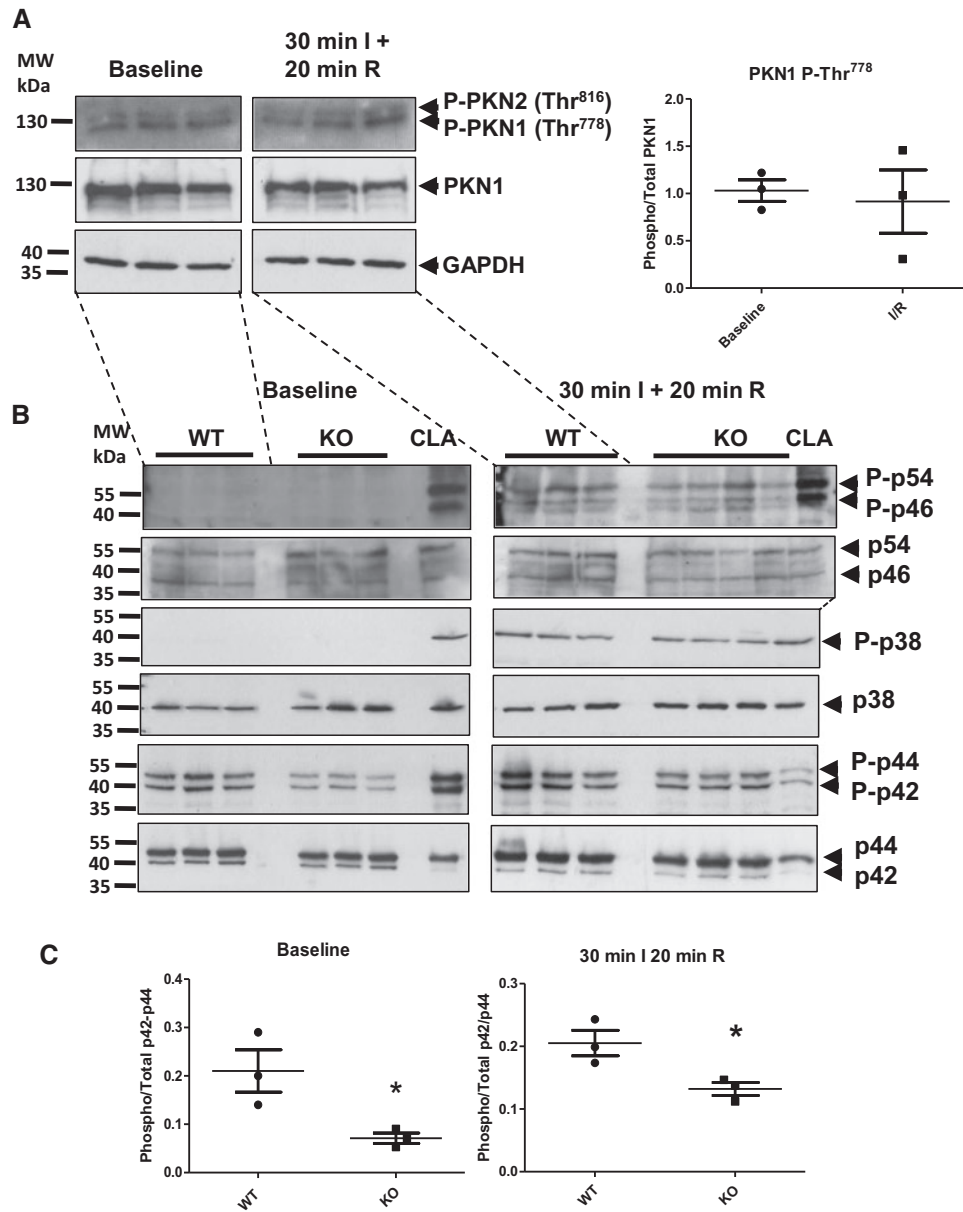 A
MW
kDa
Baseline
30 min I +
20 min R
130
P-PKN2 (Thr816)
P-PKN1 (Thr778)
130
PKN1
40
35
GAPDH
PKN1 P-Thr778
Phospho/Total PKN1
2.0
1.5
1.0
0.5
0.0
Baseline
I/R
B
Baseline
30 min I + 20 min R
MW
kDa
WT
KO
CLA
WT
KO
CLA
55
40
P-p54
P-p46
55
40
35
p54
p46
55
40
35
P-p38
55
40
35
p38
55
40
35
P-p44
P-p42
55
40
35
p44
p42
C
Baseline
Phospho/Total p42-p44
0.4
0.3
0.2
0.1
0.0
*
WT
KO
30 min I 20 min R
Phospho/Total p42/p44
0.3
0.2
0.1
0.0
*
WT
KO